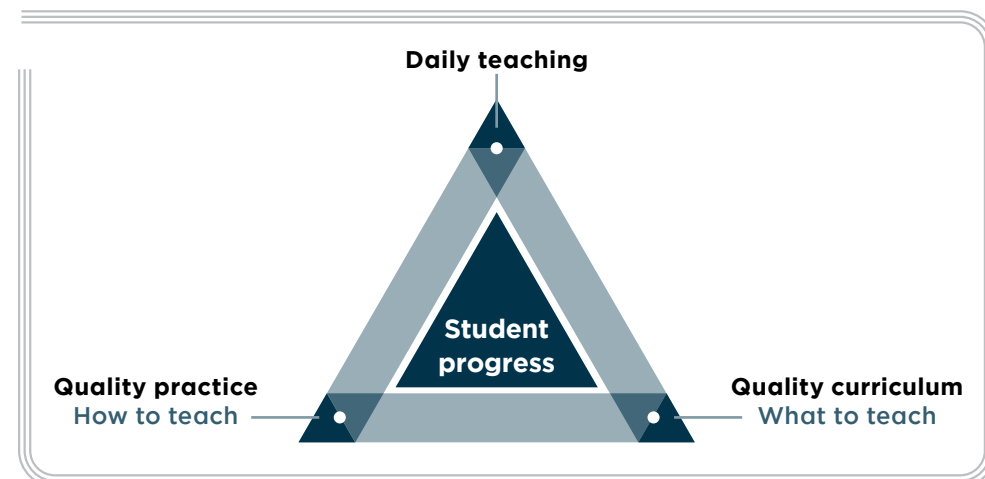 Daily teaching
Student
progress
Quality practice
How to teach
Quality curriculum
What to teach